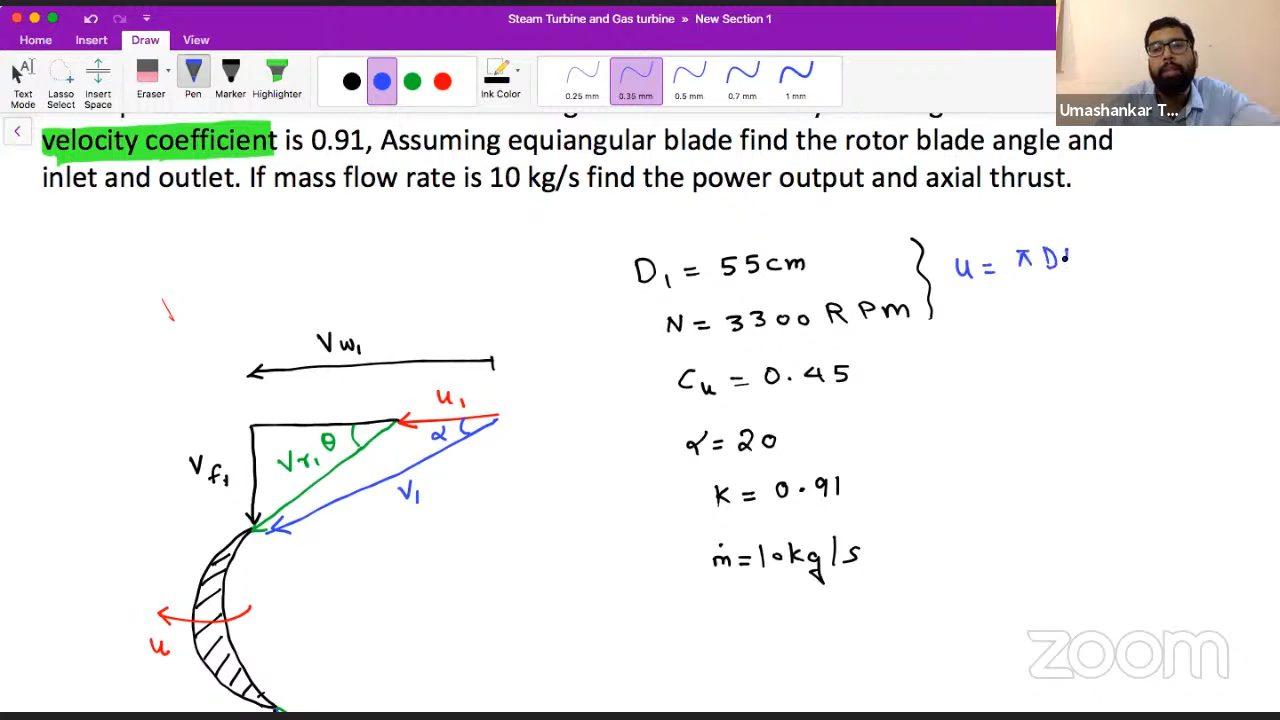 Steam Turbine and Gas turbine » New Section 1
Home Insert Draw View
Text Mode
Lasso Select
Insert Space
Eraser
Pen
Marker
Highlighter
Ink Color
0.25 mm
0.35 mm
0.5 mm
0.7 mm
1 mm
Umashankar T...
velocity coefficient is 0.91, Assuming equiangular blade find the rotor blade angle and
inlet and outlet. If mass flow rate is 10 kg/s find the power output and axial thrust.
D1 = 55cm
N = 3300 RPm
u = π D
Cu = 0.45
α = 20
K = 0.91
ṁ = 10kg/s
Vw1
u1
α
θ
Vr1
Vf1
V1
u
zoom